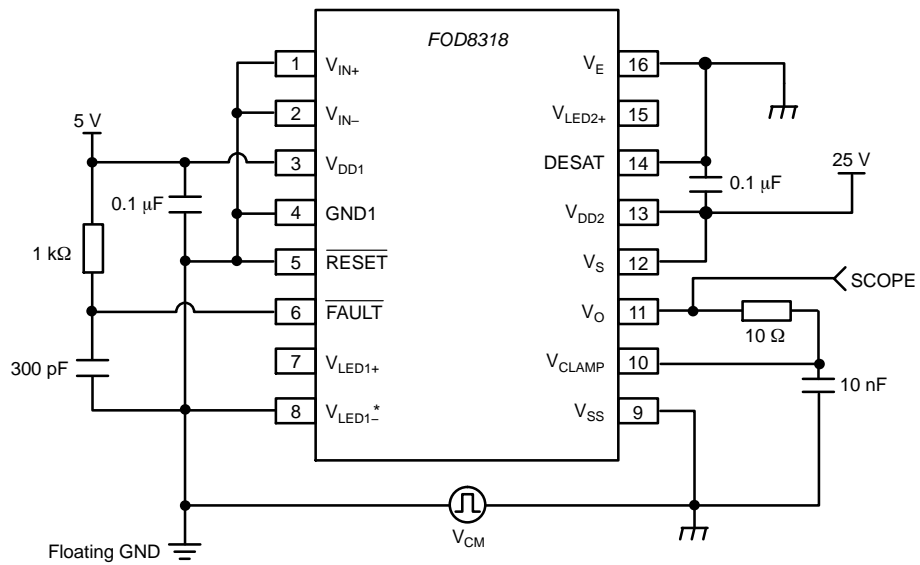 FOD8318
1 V_IN+
2 V_IN–
3 V_DD1
4 GND1
5 RESET
6 FAULT
7 V_LED1+
8 V_LED1–*
V_E 16
V_LED2+ 15
DESAT 14
V_DD2 13
V_S 12
V_O 11
V_CLAMP 10
V_SS 9
5 V
0.1 μF
1 kΩ
300 pF
Floating GND
V_CM
0.1 μF
25 V
SCOPE
10 Ω
10 nF